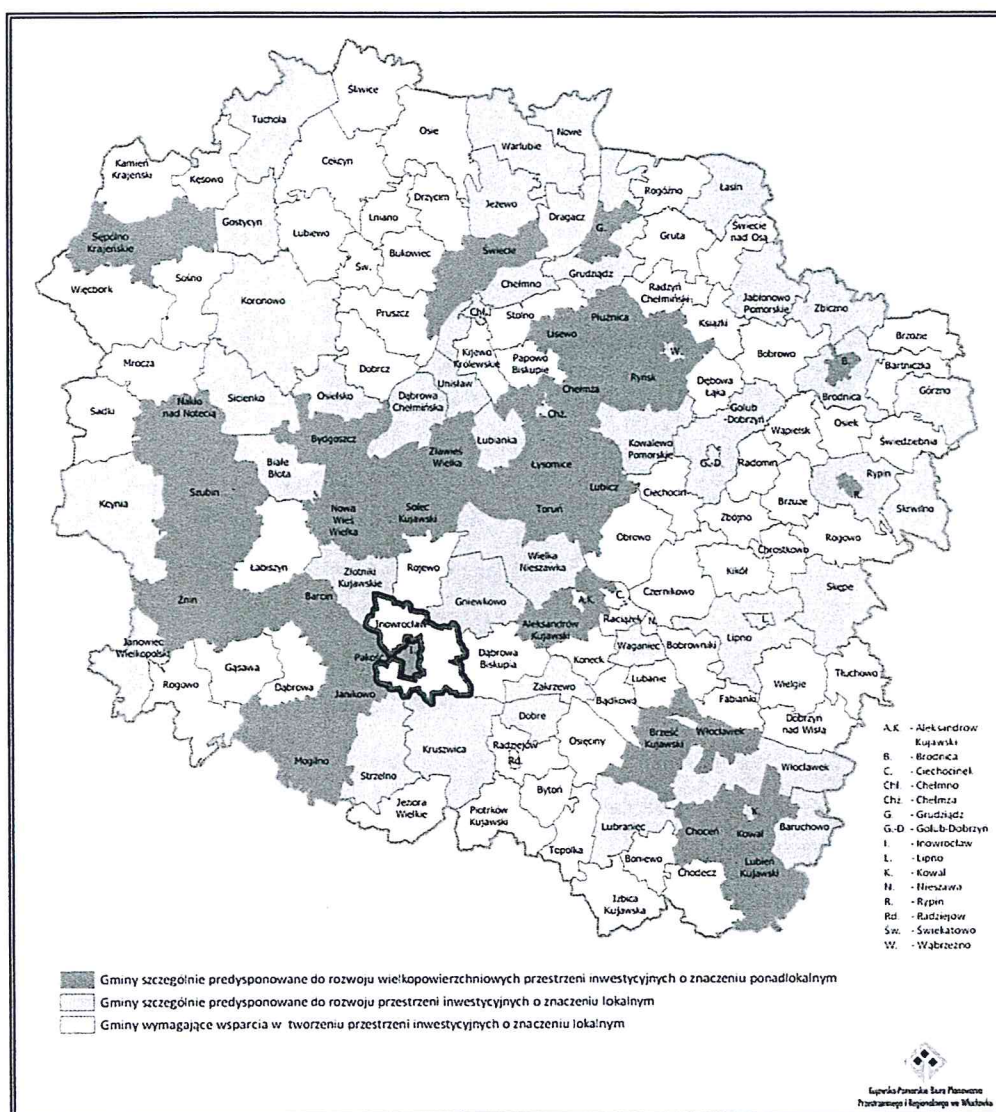 Śliwice
Tuchola
Osie
Nowe
Warlubie
Kamień
Krajeński
Kęsowo
Cekcyn
Rogóźno
Łasin
Drzycim
Jeżewo
Dragacz
Gostycyn
Lniano
Świecie
nad Osą
Sępólno
Krajeńskie
Lubiewo
G.
Gruta
Świecie
Bukowiec
Św.
Sośno
Grudziądz
Więcbork
Chełmno
Radzyń
Chełmiński
Jabłonowo
Pomorskie
Zbiczno
Koronowo
Pruszcz
Chł.
Stolno
Płużnica
Książki
Lisewo
Brzozie
Kijewo
Królewskie
Papowo
Biskupie
W.
Bobrowo
B.
Bartniczka
Mrocza
Dobrcz
Unisław
Chełmża
Ryńsk
Dębowa
Łąka
Górzno
Sadki
Nakło
nad Notecią
Sicienko
Osielsko
Dąbrowa
Chełmińska
Chż.
Golub
-Dobrzyń
Brodnica
Osiek
Wąpielsk
Świedziebnia
Bydgoszcz
Zławieś
Wielka
Łubianka
Kowalewo
Pomorskie
G.-D.
Radomin
Białe
Błota
Łysomice
Rypin
R.
Kcynia
Szubin
Lubicz
Ciechocin
Brzuze
Skrwilno
Nowa
Wieś
Wielka
Solec
Kujawski
Toruń
Zbójno
Obrowo
Rogowo
Chrostkowo
Łabiszyn
Wielka
Nieszawka
Kikół
Złotniki
Kujawskie
Rojewo
Czernikowo
Skępe
Żnin
Barcin
Gniewkowo
A.K.
C.
Raciążek
N.
Inowrocław
Aleksandrów
Kujawski
Lipno
L.
Janowiec
Wielkopolski
Pakość
I.
Dąbrowa
Biskupia
Waganiec
Bobrowniki
Gąsawa
Koneck
Tłuchowo
Rogowo
Dąbrowa
Janikowo
Zakrzewo
Lubanie
Wielgie
Bądkowo
Fabianki
Dobre
Dobrzyń
nad Wisłą
Kruszwica
Brześć
Kujawski
Włocławek
Mogilno
Radziejów
Rd.
Osięciny
Strzelno
Włocławek
Bytoń
Jeziora
Wielkie
Piotrków
Kujawski
K.
Lubraniec
Choceń
Kowal
Baruchowo
Topólka
Boniewo
Lubień
Kujawski
Chodecz
Izbica
Kujawska
A.K. - Aleksandrów
Kujawski
B. - Brodnica
C. - Ciechocinek
Chł. - Chełmno
Chż. - Chełmża
G. - Grudziądz
G.-D - Golub-Dobrzyń
I. - Inowrocław
L. - Lipno
K. - Kowal
N. - Nieszawa
R. - Rypin
Rd. - Radziejów
Św. - Świekatowo
W. - Wąbrzeźno
Gminy szczególnie predysponowane do rozwoju wielkopowierzchniowych przestrzeni inwestycyjnych o znaczeniu ponadlokalnym
Gminy szczególnie predysponowane do rozwoju przestrzeni inwestycyjnych o znaczeniu lokalnym
Gminy wymagające wsparcia w tworzeniu przestrzeni inwestycyjnych o znaczeniu lokalnym
Kujawsko-Pomorskie Biuro Planowania
Przestrzennego i Regionalnego we Włocławku